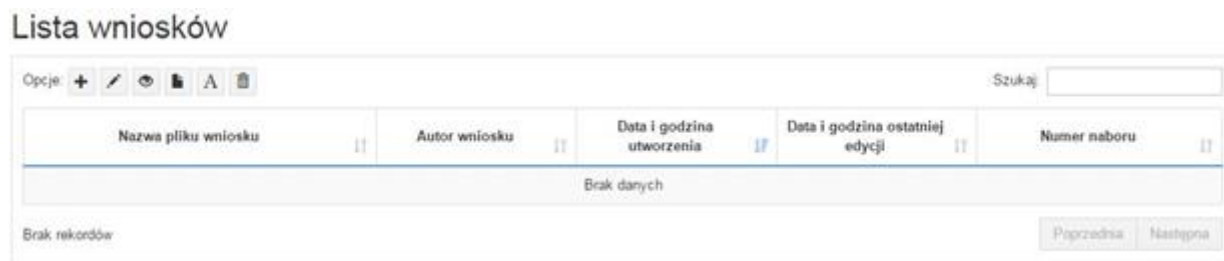 Lista wniosków
Opcje: A Szukaj:
Nazwa pliku wniosku Autor wniosku Data i godzina utworzenia Data i godzina ostatniej edycji Numer naboru
Brak danych
Brak rekordów Poprzednia Następna